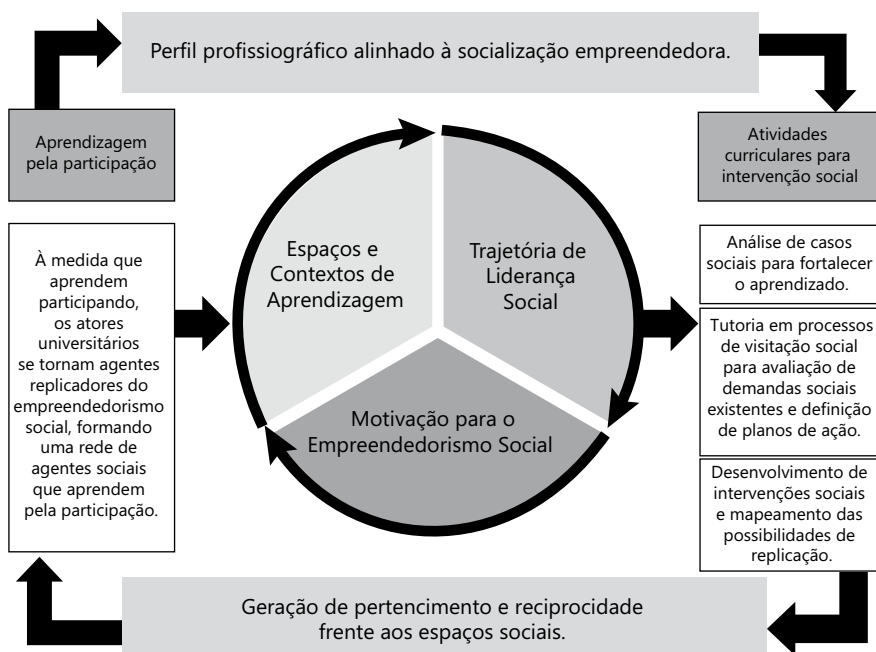 Perfil profissiográfico alinhado à socialização empreendedora.
Aprendizagem
pela participação
Atividades
curriculares para
intervenção social
À medida que
aprendem
participando,
os atores
universitários
se tornam agentes
replicadores do
empreendedorismo
social, formando
uma rede de
agentes sociais
que aprendem
pela participação.
Espaços e
Contextos de
Aprendizagem
Trajetória de
Liderança
Social
Motivação para o
Empreendedorismo Social
Análise de casos
sociais para fortalecer
o aprendizado.
Tutoria em processos
de visitação social
para avaliação de
demandas sociais
existentes e definição
de planos de ação.
Desenvolvimento de
intervenções sociais
e mapeamento das
possibilidades de
replicação.
Geração de pertencimento e reciprocidade
frente aos espaços sociais.